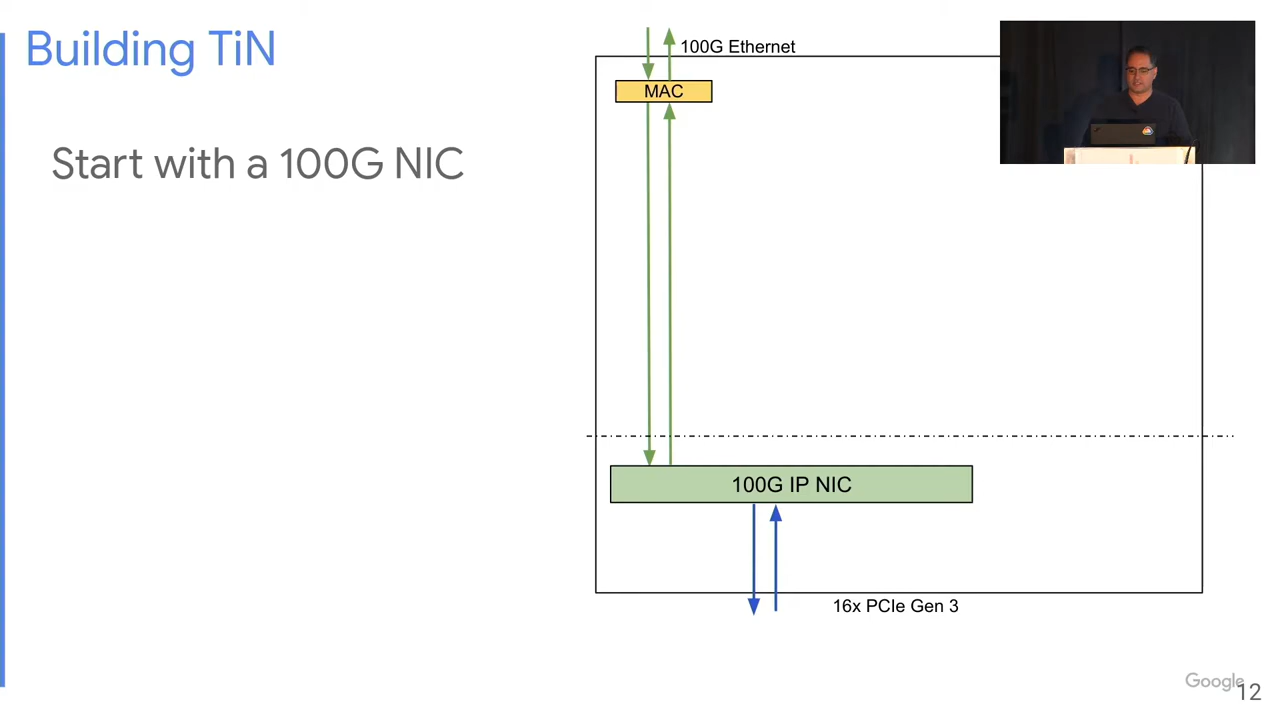 Building TiN
Start with a 100G NIC
100G Ethernet
MAC
100G IP NIC
16x PCIe Gen 3
Google
12